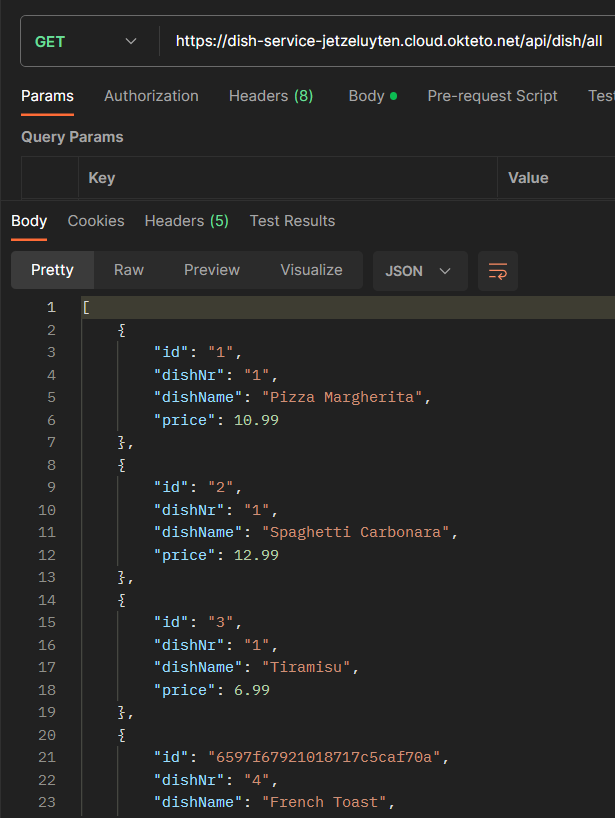 GET https://dish-service-jetzeluyten.cloud.okteto.net/api/dish/all
Params Authorization Headers (8) Body Pre-request Script Test
Query Params
Key Value
Body Cookies Headers (5) Test Results
Pretty Raw Preview Visualize JSON
1 [
2 {
3 "id": "1",
4 "dishNr": "1",
5 "dishName": "Pizza Margherita",
6 "price": 10.99
7 },
8 {
9 "id": "2",
10 "dishNr": "1",
11 "dishName": "Spaghetti Carbonara",
12 "price": 12.99
13 },
14 {
15 "id": "3",
16 "dishNr": "1",
17 "dishName": "Tiramisu",
18 "price": 6.99
19 },
20 {
21 "id": "6597f67921018717c5caf70a",
22 "dishNr": "4",
23 "dishName": "French Toast",